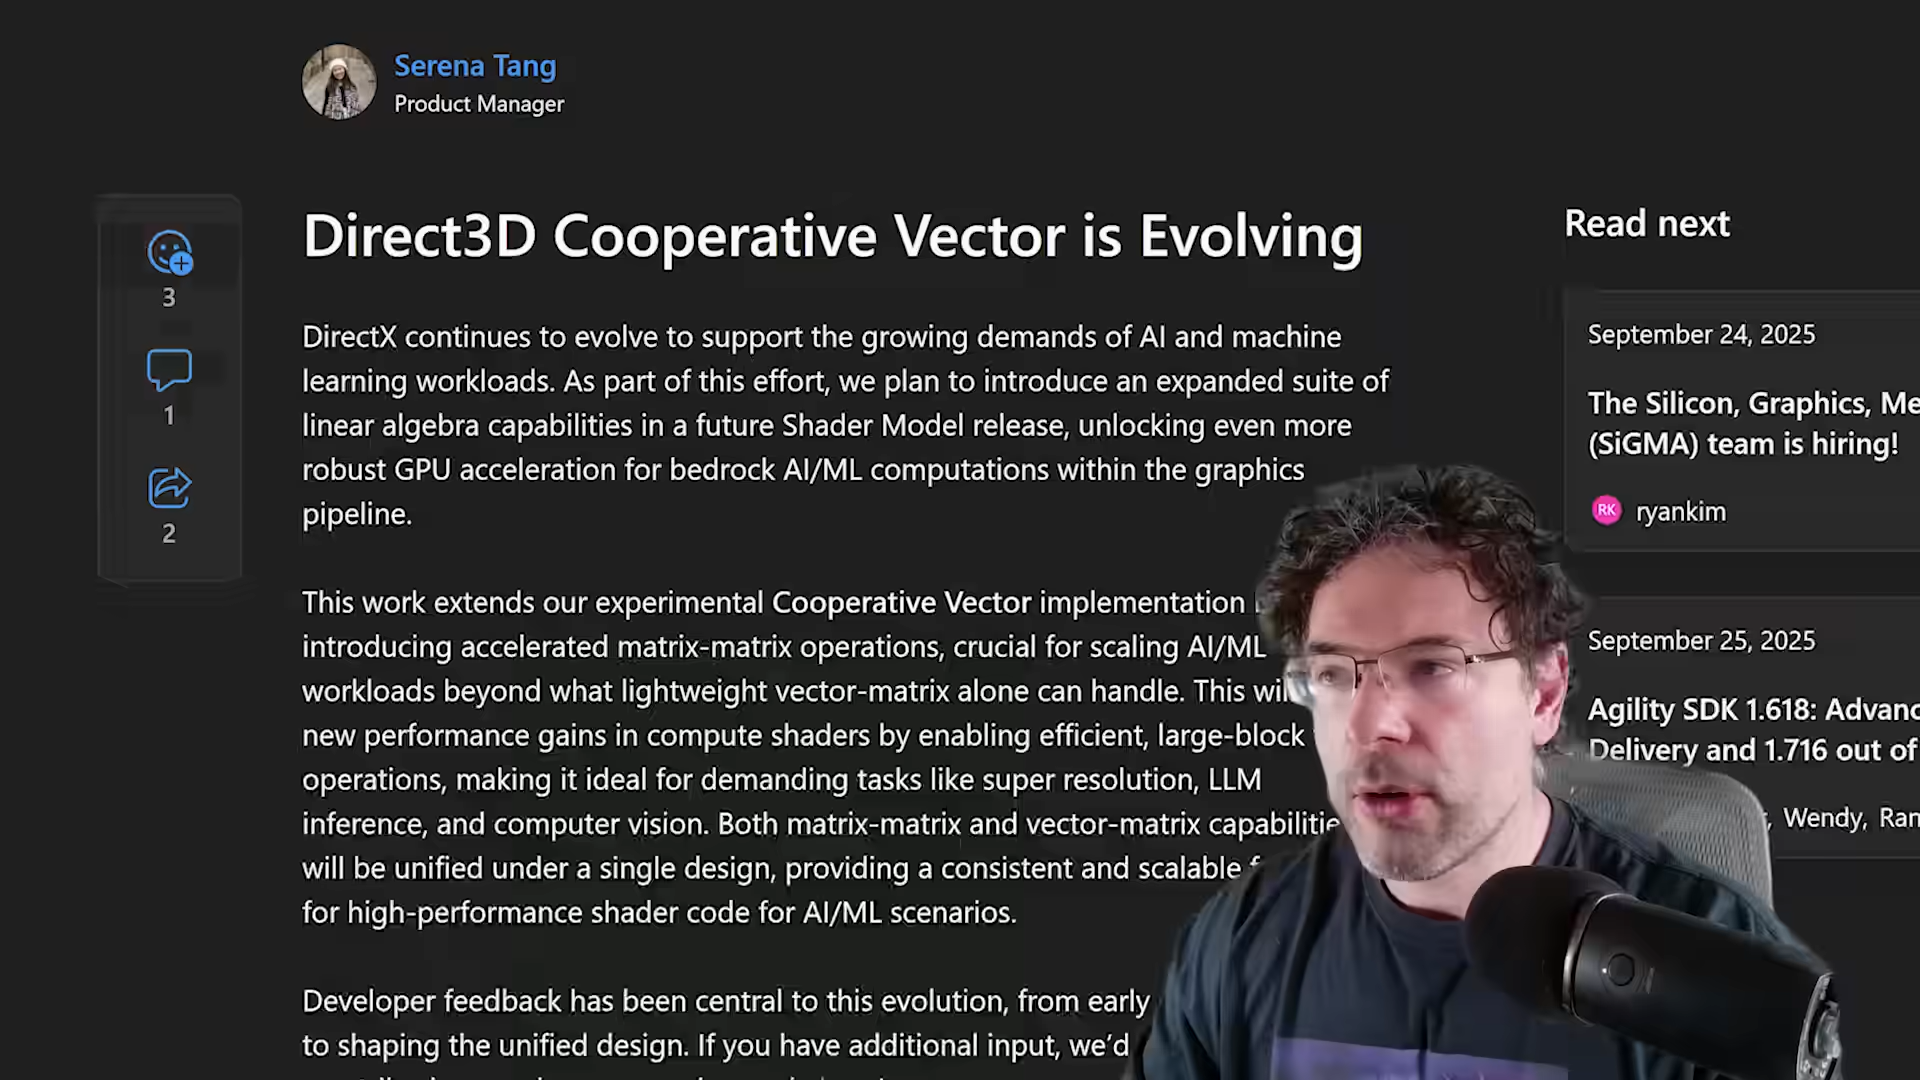 Serena Tang
Product Manager
3
1
2
Direct3D Cooperative Vector is Evolving
DirectX continues to evolve to support the growing demands of AI and machine
learning workloads. As part of this effort, we plan to introduce an expanded suite of
linear algebra capabilities in a future Shader Model release, unlocking even more
robust GPU acceleration for bedrock AI/ML computations within the graphics
pipeline.
This work extends our experimental Cooperative Vector implementation
introducing accelerated matrix-matrix operations, crucial for scaling AI/ML
workloads beyond what lightweight vector-matrix alone can handle. This
new performance gains in compute shaders by enabling efficient, large-block
operations, making it ideal for demanding tasks like super resolution, LLM
inference, and computer vision. Both matrix-matrix and vector-matrix
will be unified under a single design, providing a consistent and scalable
for high-performance shader code for AI/ML scenarios.
Developer feedback has been central to this evolution, from early
to shaping the unified design. If you have additional input, we'd
Read next
September 24, 2025
The Silicon, Graphics, Me
(SiGMA) team is hiring!
RK ryankim
September 25, 2025
Agility SDK 1.618: Advanc
Delivery and 1.716 out of
, Wendy, Ran